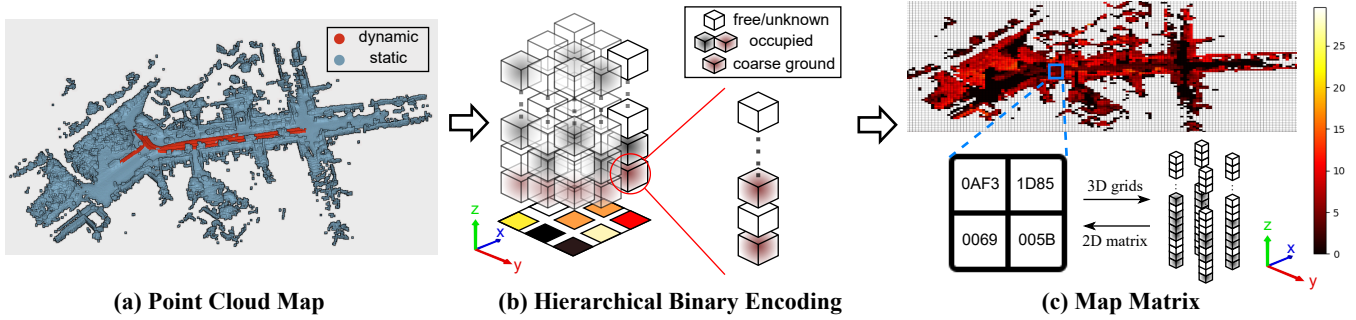 dynamic
static
(a) Point Cloud Map
free/unknown
occupied
coarse ground
z
x
y
(b) Hierarchical Binary Encoding
25
20
15
10
5
0
0AF3
1D85
0069
005B
3D grids
2D matrix
z
x
y
(c) Map Matrix